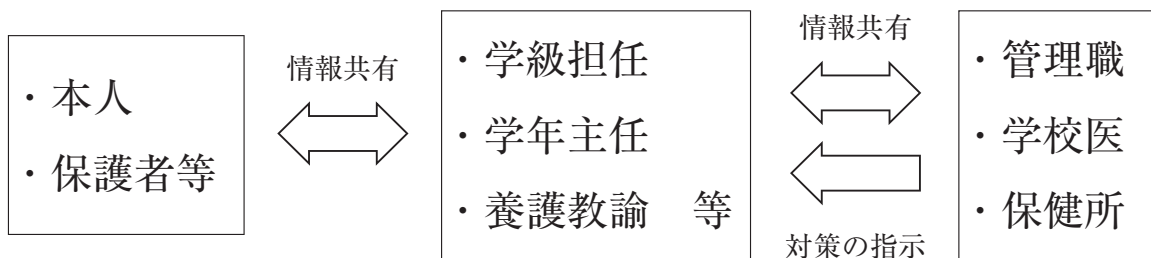 ・本人
・保護者等
情報共有
・学級担任
・学年主任
・養護教諭　等
情報共有
対策の指示
・管理職
・学校医
・保健所